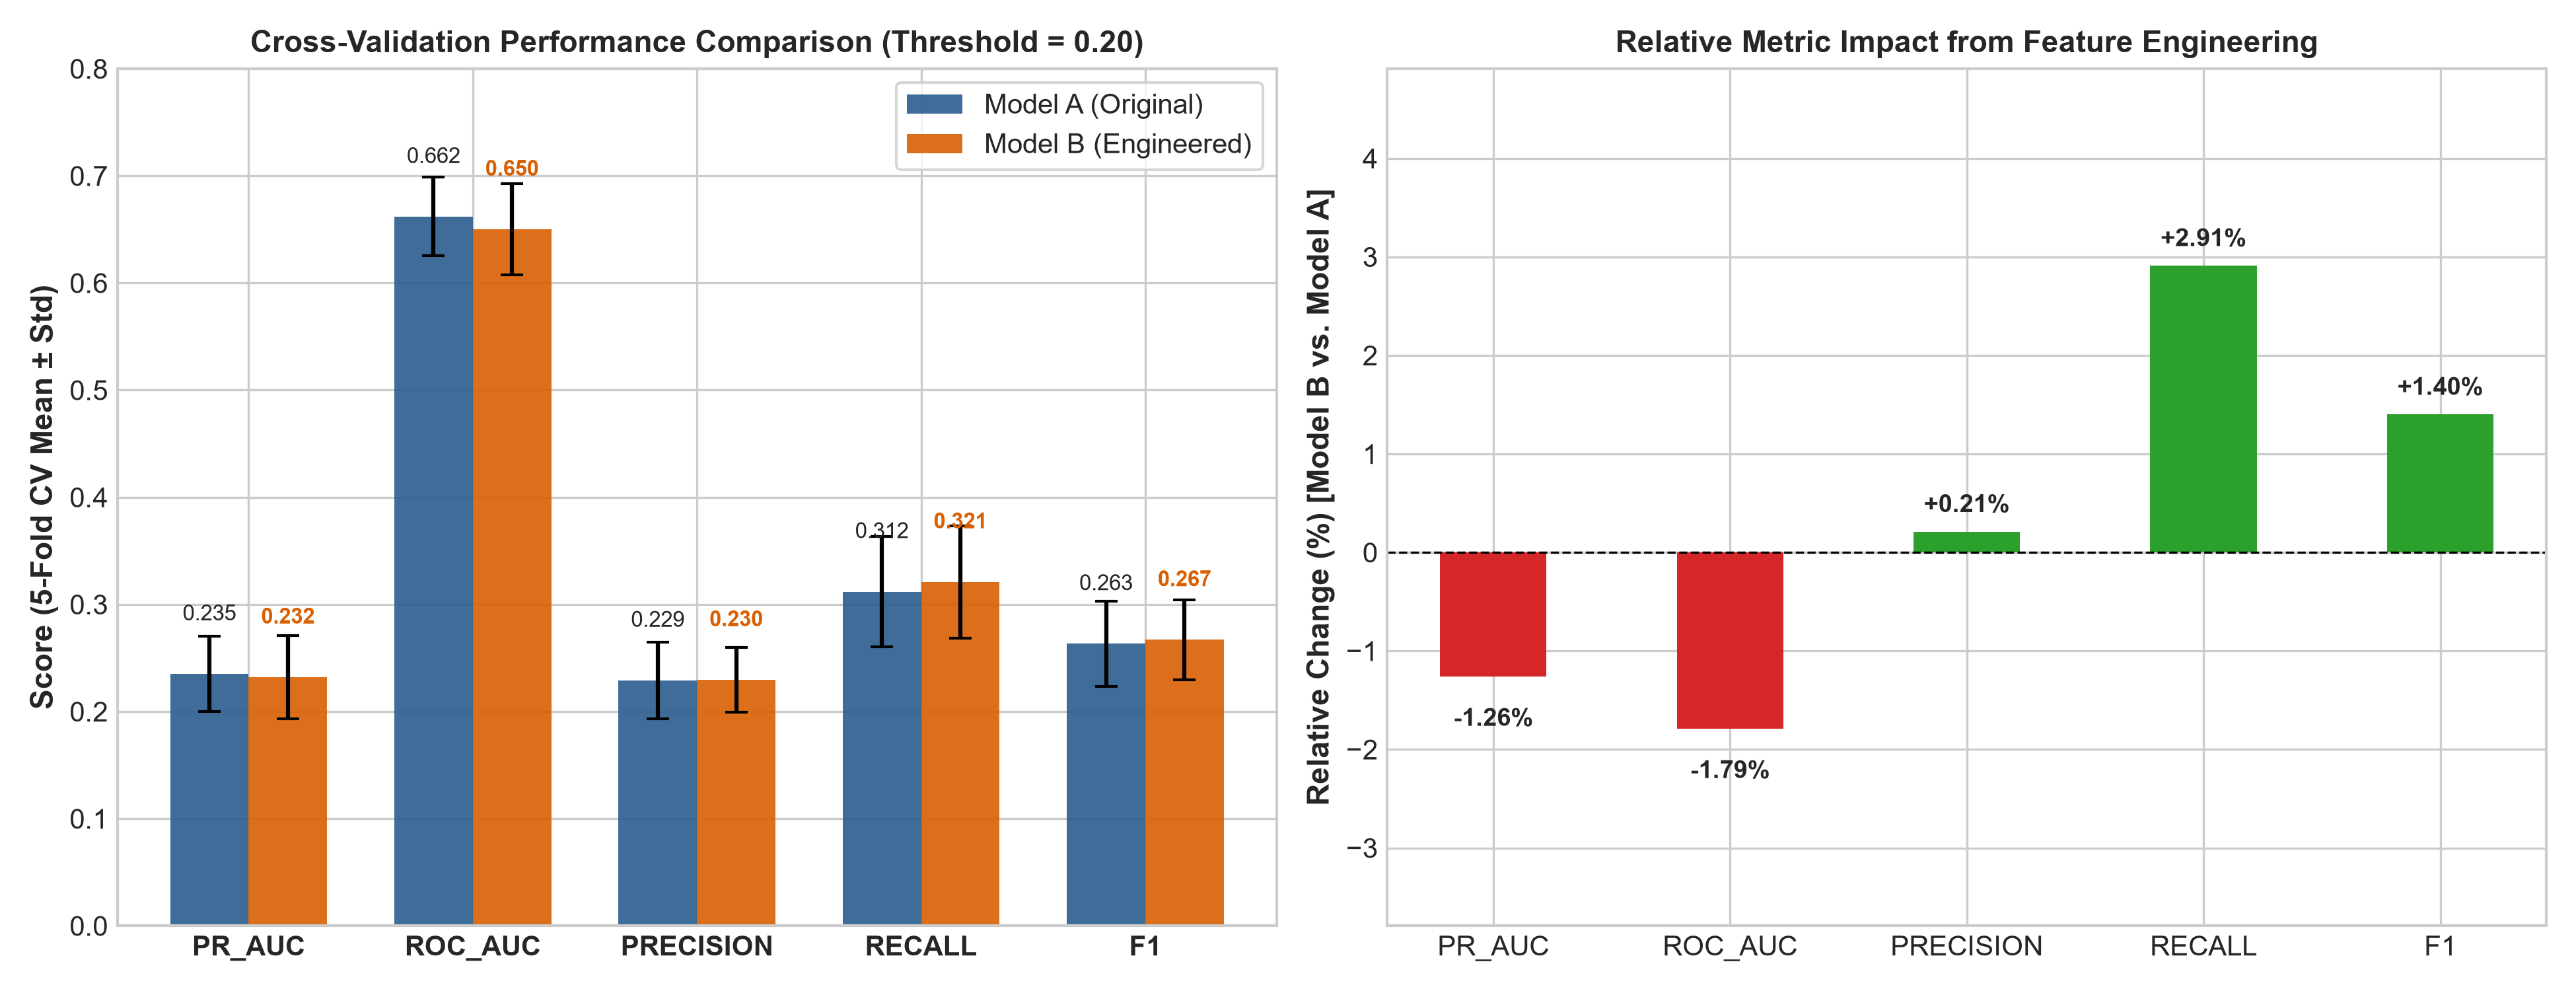 Cross-Validation Performance Comparison (Threshold = 0.20)
Score (5-Fold CV Mean ± Std)
0.8
0.7
0.6
0.5
0.4
0.3
0.2
0.1
0.0
Model A (Original)
Model B (Engineered)
0.662
0.650
0.312
0.321
0.235
0.232
0.229
0.230
0.263
0.267
PR_AUC
ROC_AUC
PRECISION
RECALL
F1
Relative Metric Impact from Feature Engineering
Relative Change (%) [Model B vs. Model A]
4
3
2
1
0
−1
−2
−3
-1.26%
-1.79%
+0.21%
+2.91%
+1.40%
PR_AUC
ROC_AUC
PRECISION
RECALL
F1